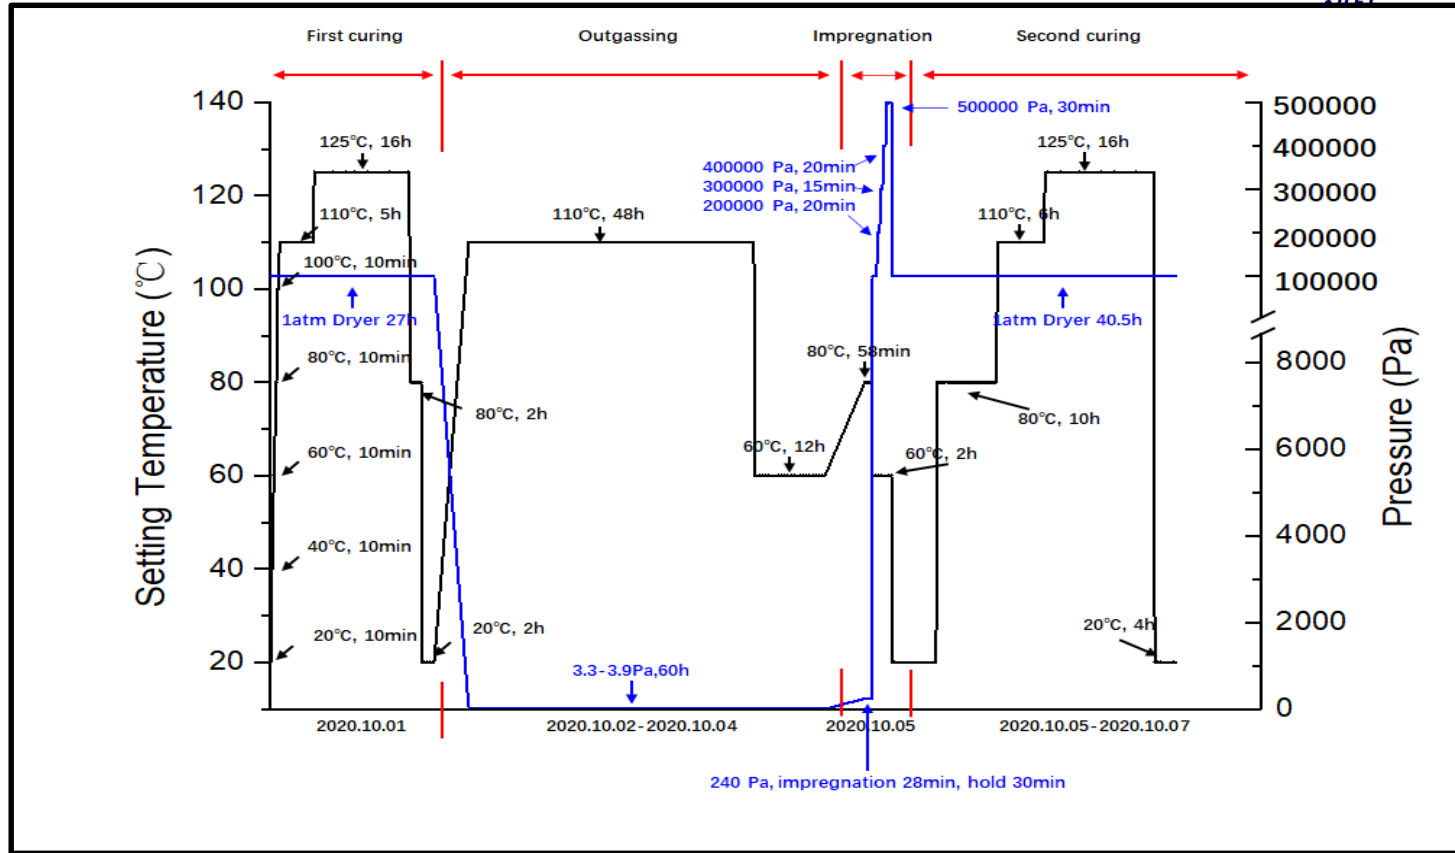 First curing
Outgassing
Impregnation
Second curing
140
120
100
80
60
40
20
Setting Temperature (℃)
500000
400000
300000
200000
100000
8000
6000
4000
2000
0
Pressure (Pa)
125℃, 16h
110℃, 5h
100℃, 10min
1atm Dryer 27h
80℃, 10min
80℃, 2h
60℃, 10min
40℃, 10min
20℃, 10min
20℃, 2h
110℃, 48h
3.3-3.9Pa,60h
60℃, 12h
500000 Pa, 30min
400000 Pa, 20min
300000 Pa, 15min
200000 Pa, 20min
80℃, 58min
60℃, 2h
125℃, 16h
110℃, 6h
1atm Dryer 40.5h
80℃, 10h
20℃, 4h
2020.10.01
2020.10.02-2020.10.04
2020.10.05
2020.10.05-2020.10.07
240 Pa, impregnation 28min, hold 30min